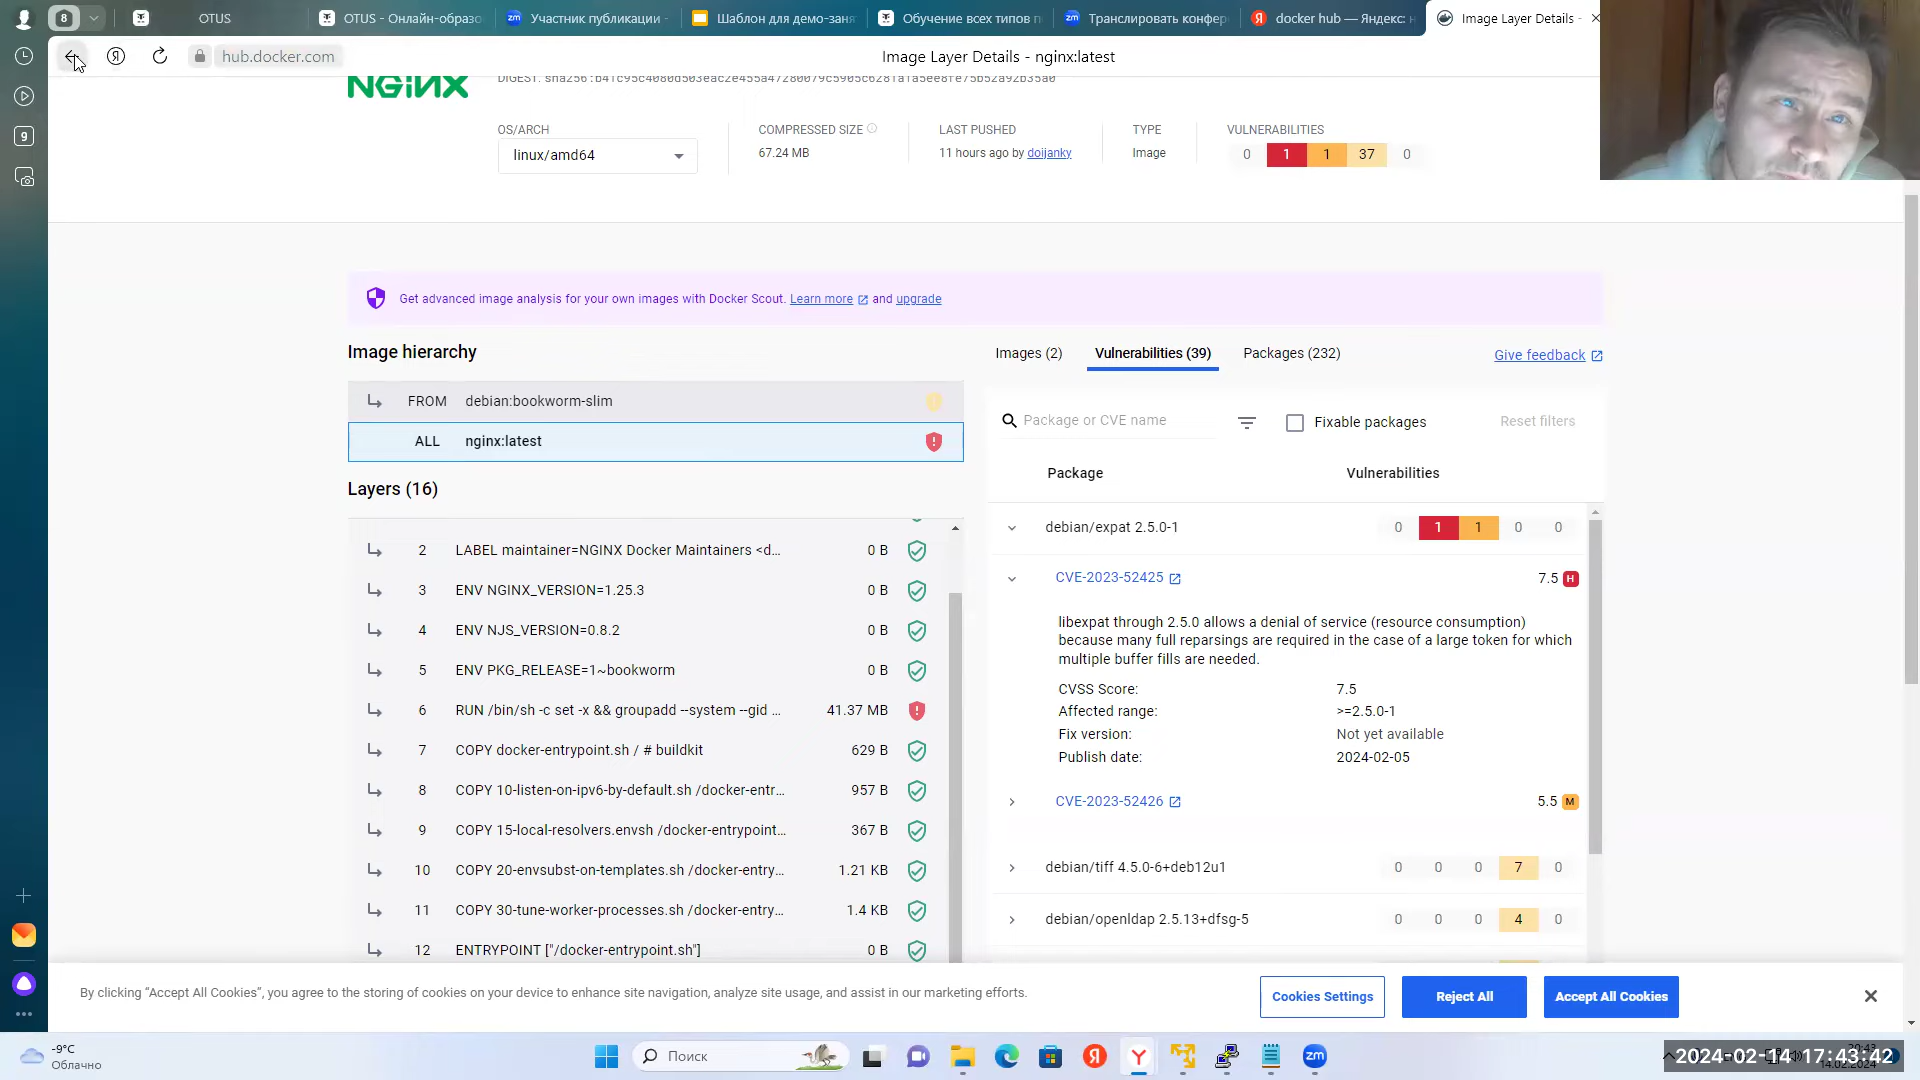 8
OTUS
OTUS - Онлайн-образо
zm
Участник публикации -
Шаблон для демо-заня
Обучение всех типов п
zm
Транслировать конфер
Я
docker hub — Яндекс: н
Image Layer Details -
Я
hub.docker.com
Image Layer Details - nginx:latest
9
NGINX
OS/ARCH
linux/amd64
COMPRESSED SIZE
67.24 MB
LAST PUSHED
11 hours ago by doijanky
TYPE
Image
VULNERABILITIES
0 1 1 37 0
Get advanced image analysis for your own images with Docker Scout. Learn more and upgrade
Image hierarchy
FROM debian:bookworm-slim
ALL nginx:latest
Layers (16)
2 LABEL maintainer=NGINX Docker Maintainers <d... 0 B
3 ENV NGINX_VERSION=1.25.3 0 B
4 ENV NJS_VERSION=0.8.2 0 B
5 ENV PKG_RELEASE=1~bookworm 0 B
6 RUN /bin/sh -c set -x && groupadd --system --gid ... 41.37 MB
7 COPY docker-entrypoint.sh / # buildkit 629 B
8 COPY 10-listen-on-ipv6-by-default.sh /docker-entr... 957 B
9 COPY 15-local-resolvers.envsh /docker-entrypoint... 367 B
10 COPY 20-envsubst-on-templates.sh /docker-entry... 1.21 KB
11 COPY 30-tune-worker-processes.sh /docker-entry... 1.4 KB
12 ENTRYPOINT ["/docker-entrypoint.sh"] 0 B
Images (2) Vulnerabilities (39) Packages (232)
Give feedback
Package or CVE name
Fixable packages
Reset filters
Package Vulnerabilities
debian/expat 2.5.0-1 0 1 1 0 0
CVE-2023-52425 7.5 H
libexpat through 2.5.0 allows a denial of service (resource consumption)
because many full reparsings are required in the case of a large token for which
multiple buffer fills are needed.
CVSS Score: 7.5
Affected range: >=2.5.0-1
Fix version: Not yet available
Publish date: 2024-02-05
CVE-2023-52426 5.5 M
debian/tiff 4.5.0-6+deb12u1 0 0 0 7 0
debian/openldap 2.5.13+dfsg-5 0 0 0 4 0
By clicking “Accept All Cookies”, you agree to the storing of cookies on your device to enhance site navigation, analyze site usage, and assist in our marketing efforts.
Cookies Settings
Reject All
Accept All Cookies
-9°C
Облачно
Поиск
Я
Y
zm
2024-02-14 17:43:42